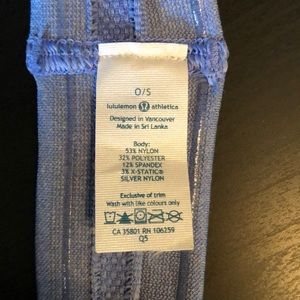 O/S
lululemon athletica
Designed in Vancouver
Made in Sri Lanka
Body:
53% NYLON
32% POLYESTER
12% SPANDEX
3% X-STATIC®
SILVER NYLON
Exclusive of trim
Wash with like colours only
CA 35801 RN 106259
Q5